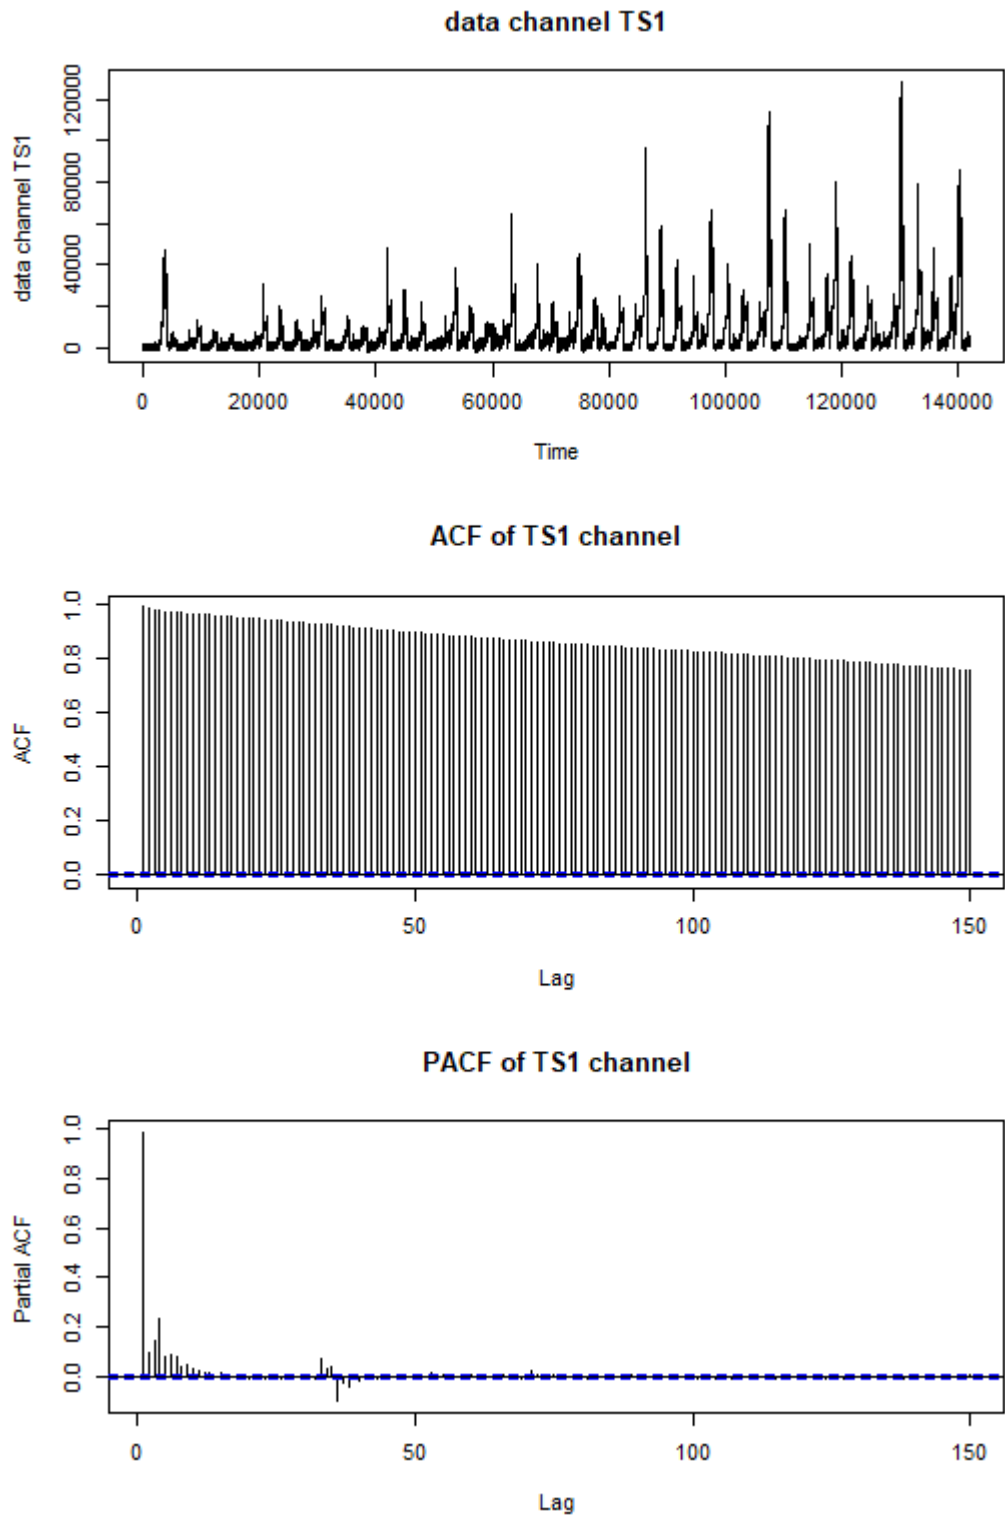 data channel TS1
data channel TS1
120000
80000
40000
0
0 20000 40000 60000 80000 100000 120000 140000
Time
ACF of TS1 channel
ACF
1.0
0.8
0.6
0.4
0.2
0.0
0 50 100 150
Lag
PACF of TS1 channel
Partial ACF
1.0
0.8
0.6
0.4
0.2
0.0
0 50 100 150
Lag